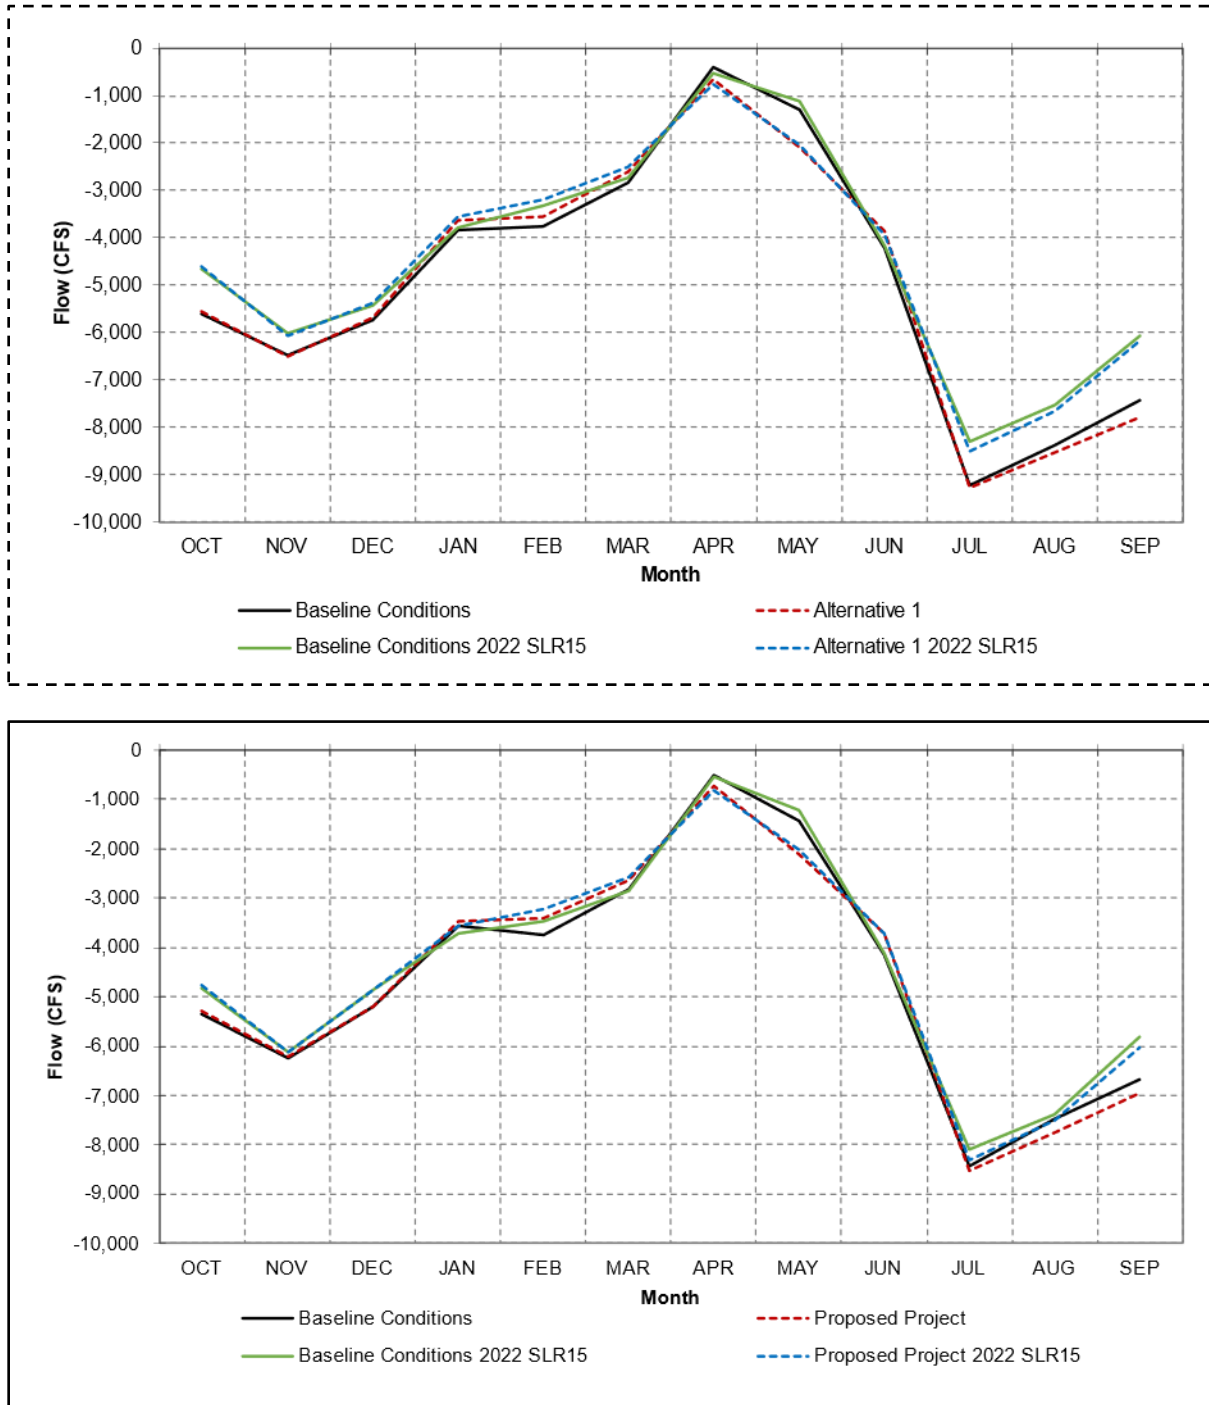 0
-1,000
-2,000
-3,000
-4,000
-5,000
-6,000
-7,000
-8,000
-9,000
-10,000
Flow (CFS)
OCT NOV DEC JAN FEB MAR APR MAY JUN JUL AUG SEP
Month
Baseline Conditions Alternative 1
Baseline Conditions 2022 SLR15 Alternative 1 2022 SLR15
0
-1,000
-2,000
-3,000
-4,000
-5,000
-6,000
-7,000
-8,000
-9,000
-10,000
Flow (CFS)
OCT NOV DEC JAN FEB MAR APR MAY JUN JUL AUG SEP
Month
Baseline Conditions Proposed Project
Baseline Conditions 2022 SLR15 Proposed Project 2022 SLR15